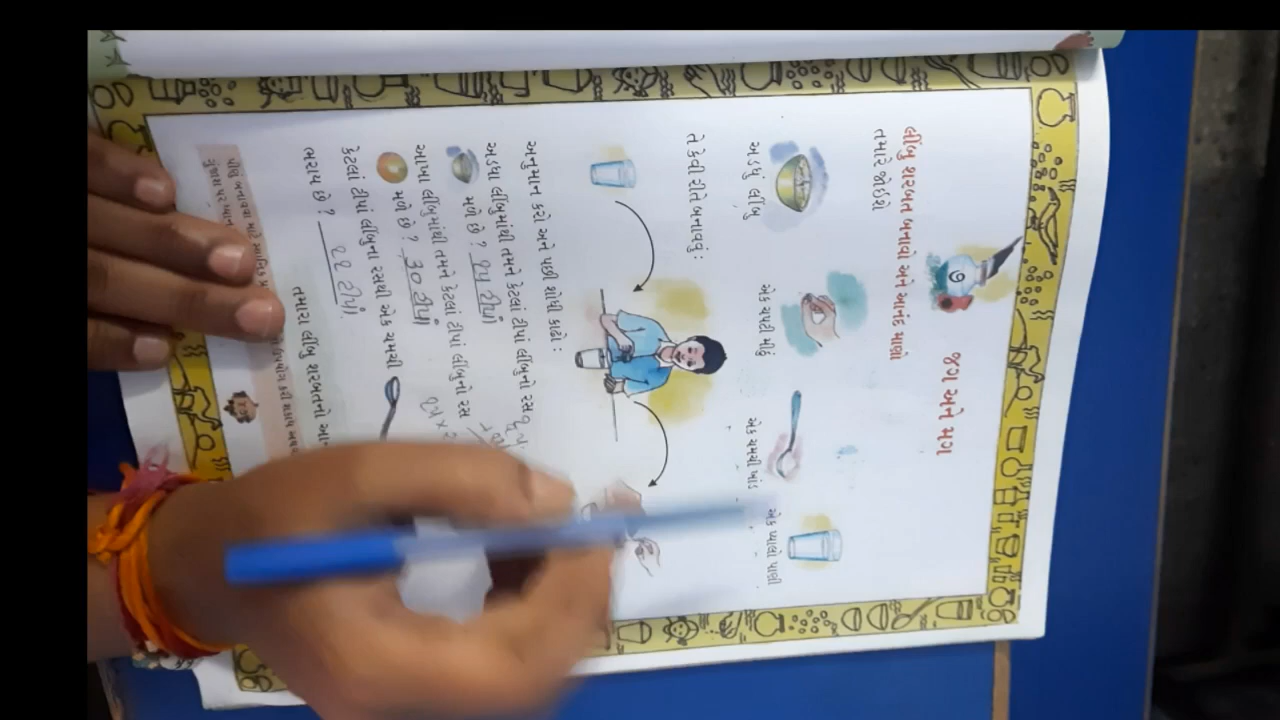 ૭
જગ અને મગ
લીંબુ શરબત બનાવો અને આનંદ માણો
તમારે જોઈશે
અડધું લીંબુ
એક ચપટી મીઠું
એક ચમચી ખાંડ
એક પ્યાલો પાણી
તે કેવી રીતે બનાવવું :
અનુમાન કરો અને પછી શોધી કાઢો :
અડધા લીંબુમાંથી તમને કેટલાં ટીપાં લીંબુનો રસ
મળે છે ? ૧૫ ટીપાં
આખા લીંબુમાંથી તમને કેટલાં ટીપાં લીંબુનો રસ
મળે છે ? ૩૦ ટીપાં
કેટલાં ટીપાં લીંબુના રસથી એક ચમચી
ભરાય છે ? ૨૨ ટીપાં
તમારા લીંબુ શરબતનો